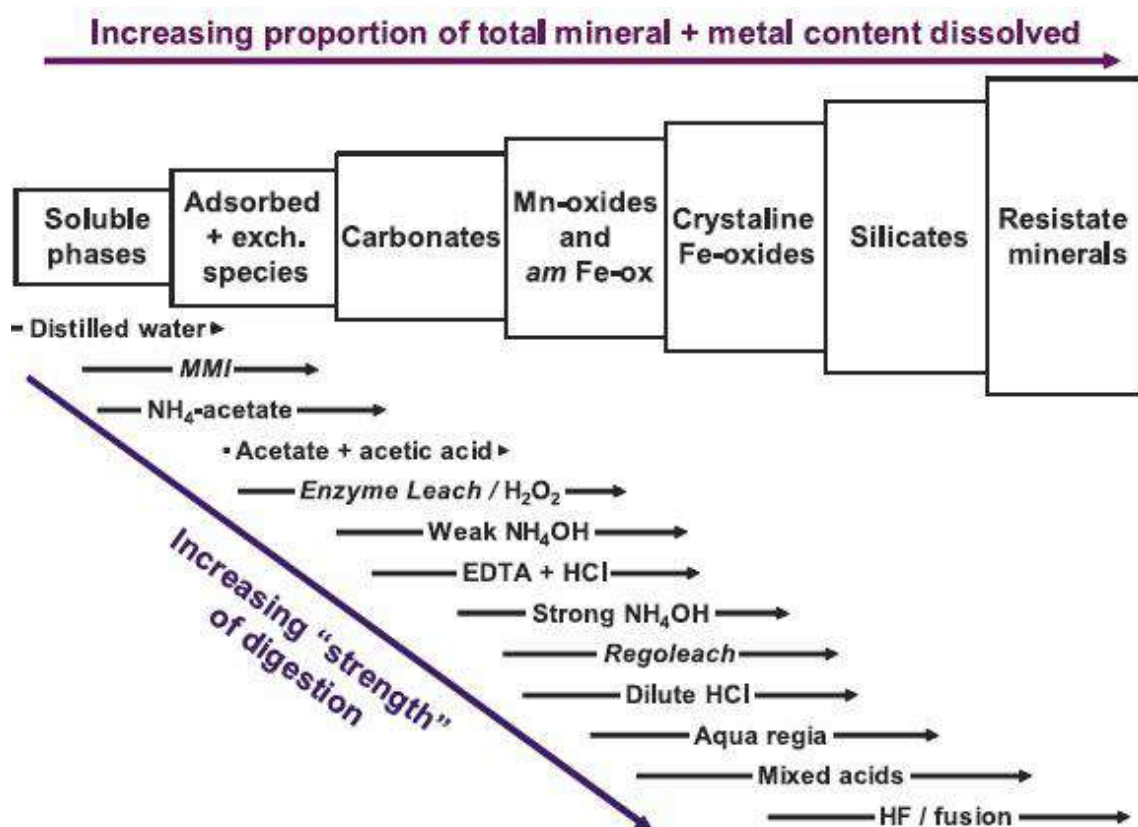 Increasing proportion of total mineral + metal content dissolved
Soluble
phases
Adsorbed
+ exch.
species
Carbonates
Mn-oxides
and
am Fe-ox
Crystaline
Fe-oxides
Silicates
Resistate
minerals
Distilled water
MMI
NH₄-acetate
Acetate + acetic acid
Enzyme Leach / H₂O₂
Weak NH₄OH
EDTA + HCl
Strong NH₄OH
Regoleach
Dilute HCl
Aqua regia
Mixed acids
HF / fusion
Increasing “strength”
of digestion